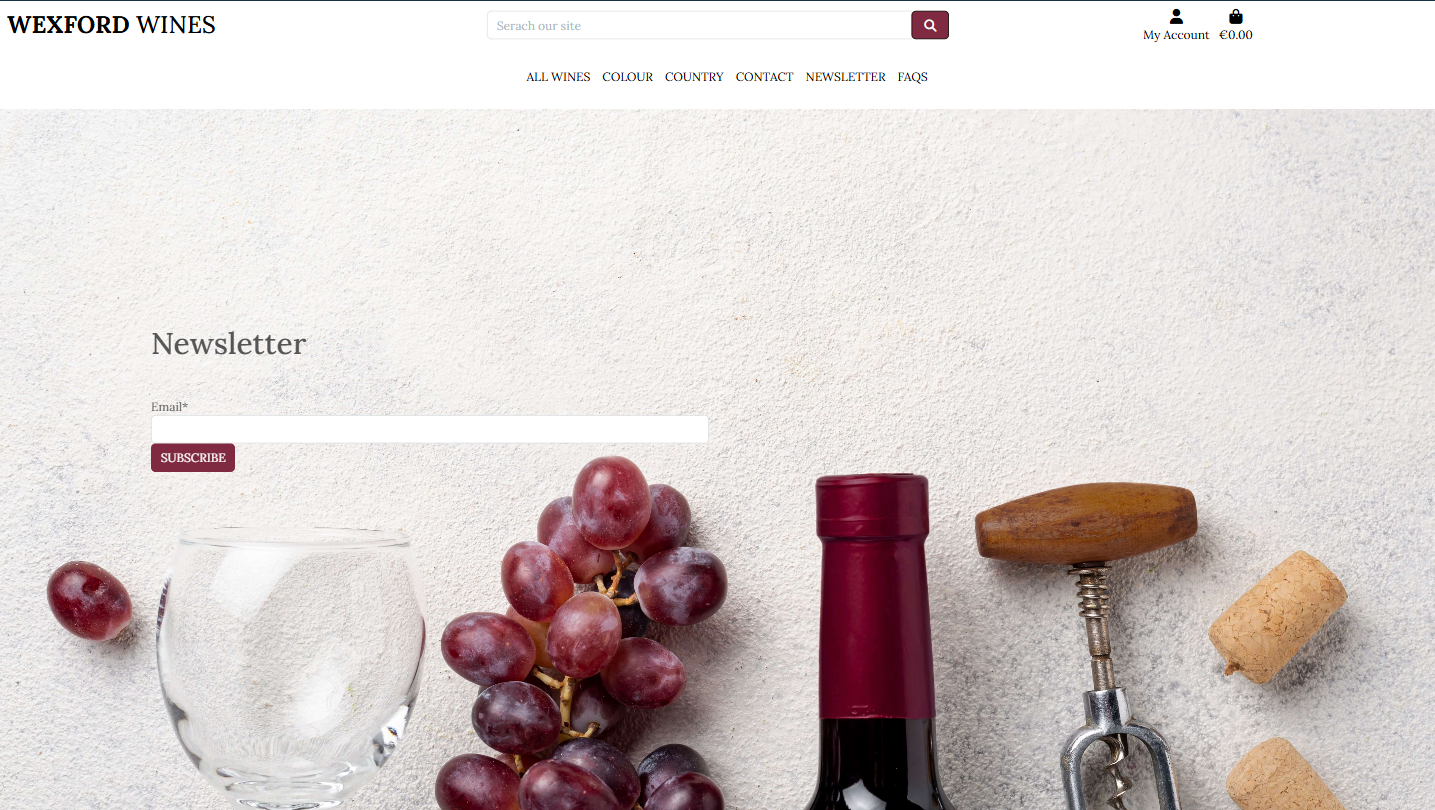 WEXFORD WINES
Serach our site
My Account €0.00
ALL WINES COLOUR COUNTRY CONTACT NEWSLETTER FAQS
Newsletter
Email*
SUBSCRIBE